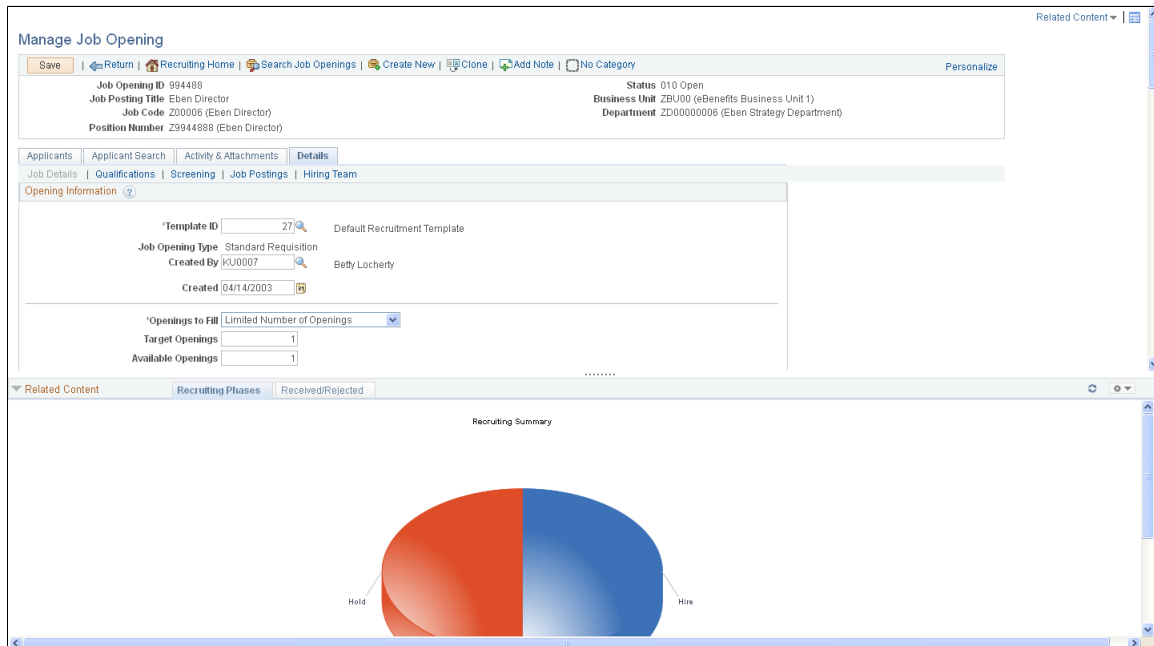 Related Content
Manage Job Opening
Save | Return | Recruiting Home | Search Job Openings | Create New | Clone | Add Note | No Category Personalize
Job Opening ID 994488 Status 010 Open
Job Posting Title Eben Director Business Unit ZBU00 (eBenefits Business Unit 1)
Job Code Z00006 (Eben Director) Department ZD00000006 (Eben Strategy Department)
Position Number Z9944888 (Eben Director)
Applicants Applicant Search Activity & Attachments Details
Job Details | Qualifications | Screening | Job Postings | Hiring Team
Opening Information ?
*Template ID 27 Default Recruitment Template
Job Opening Type Standard Requisition
Created By KU0007 Betty Locherty
Created 04/14/2003 31
*Openings to Fill Limited Number of Openings
Target Openings 1
Available Openings 1
Related Content Recruiting Phases Received/Rejected
Recruiting Summary
Hold Hire